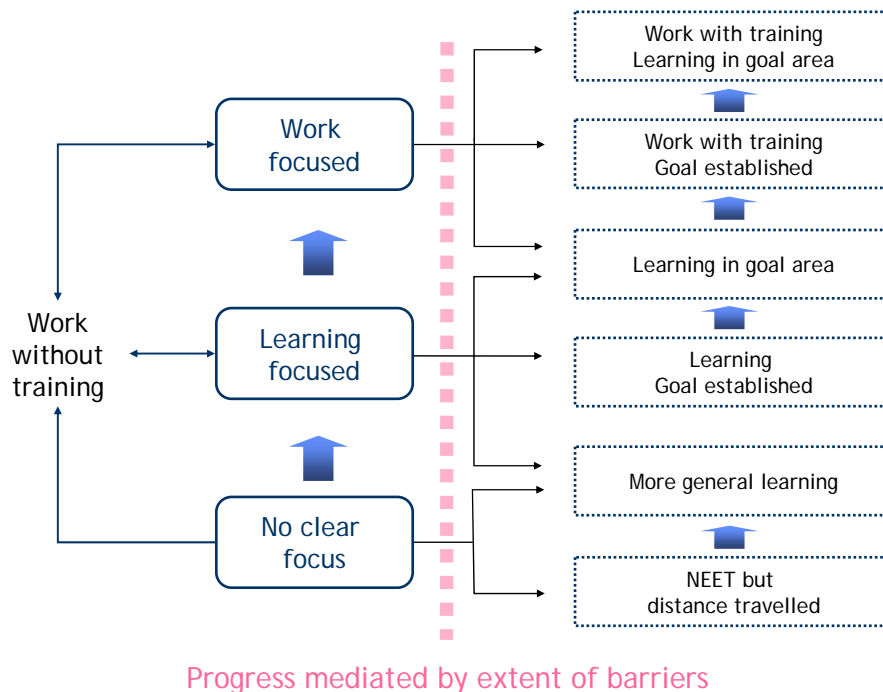 Work with training
Learning in goal area
Work
focused
Work with training
Goal established
Learning in goal area
Work
without
training
Learning
focused
Learning
Goal established
More general learning
No clear
focus
NEET but
distance travelled
Progress mediated by extent of barriers